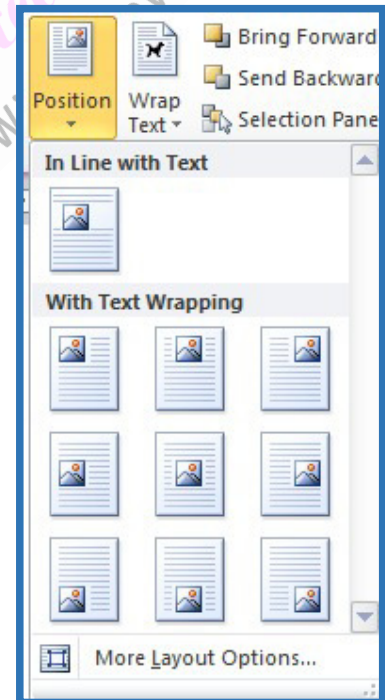 Position
Wrap
Text
Bring Forward
Send Backward
Selection Pane
In Line with Text
With Text Wrapping
More Layout Options...